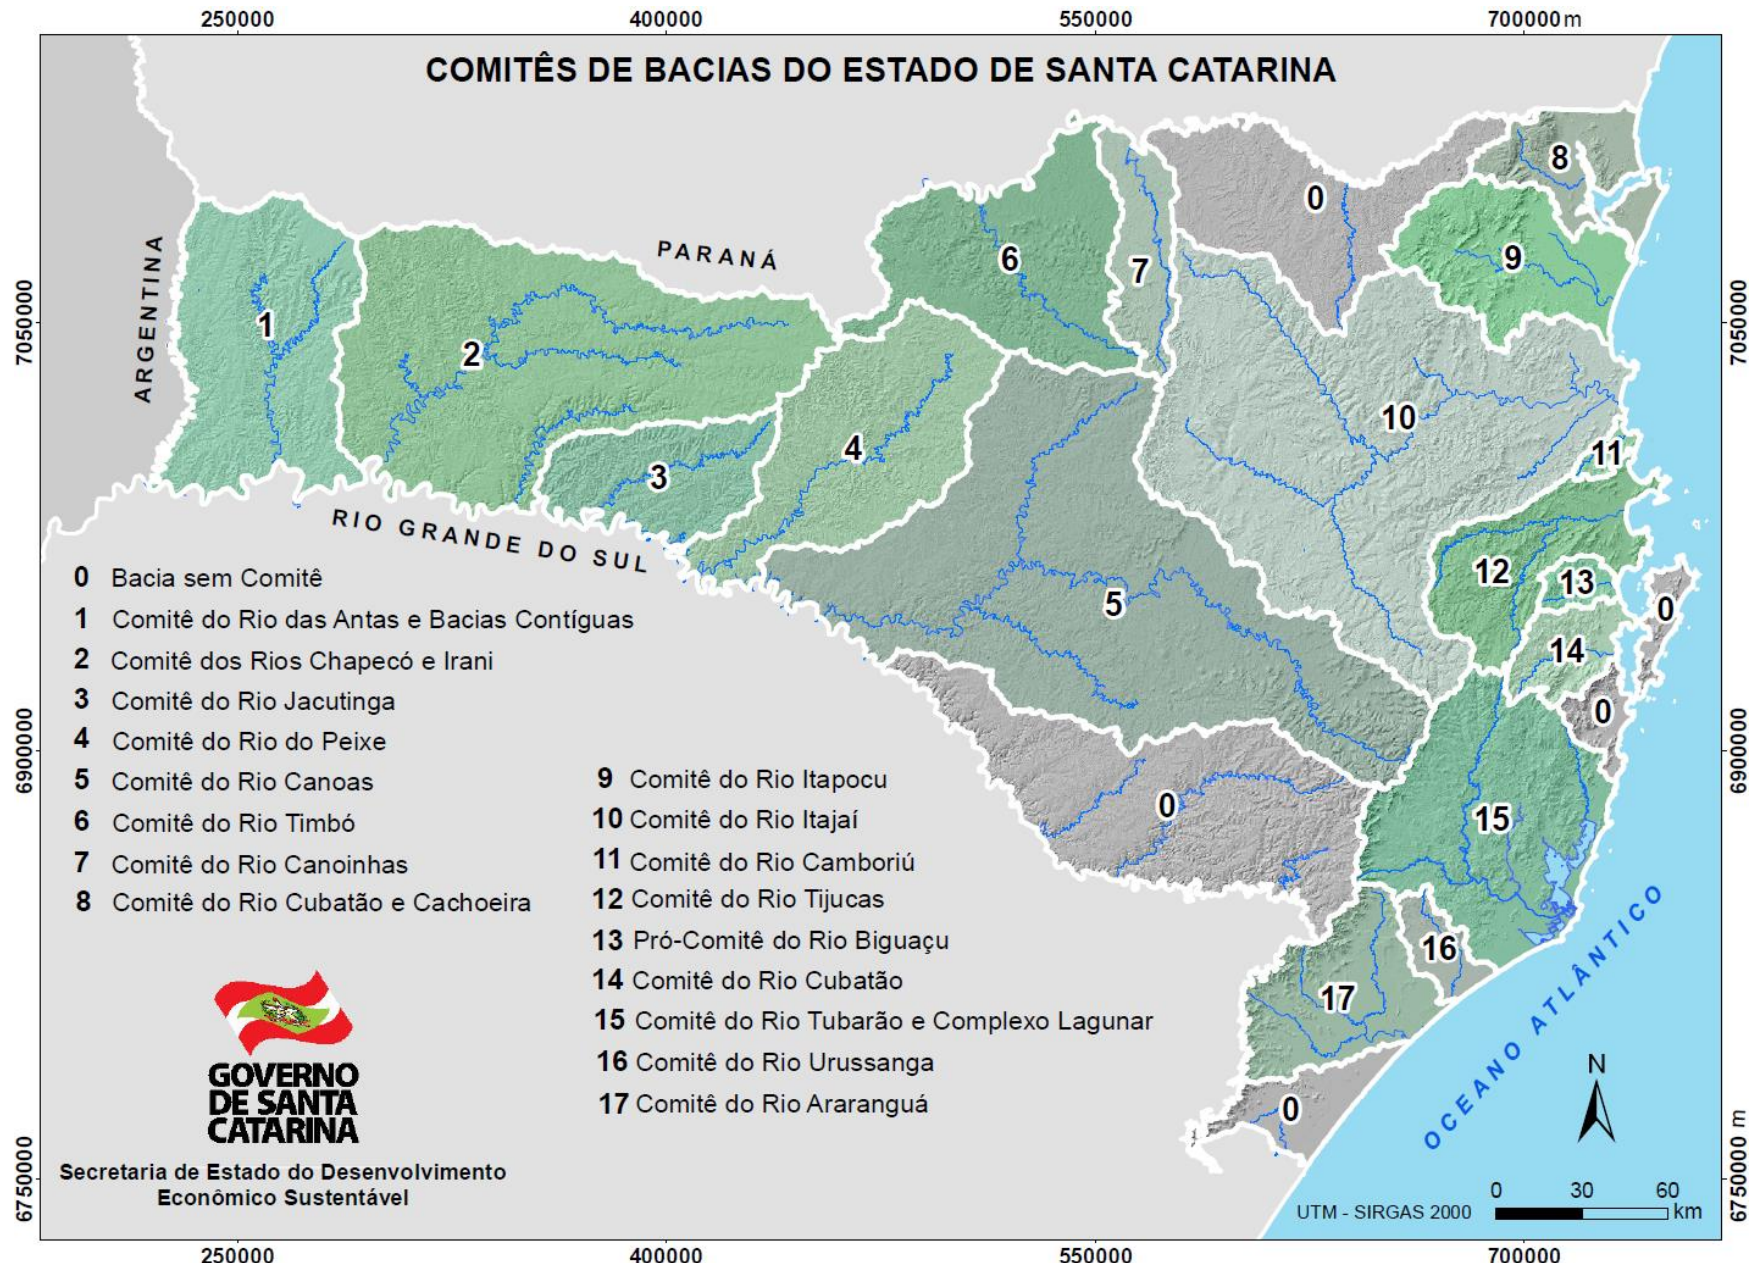 250000
400000
550000
700000 m
COMITÊS DE BACIAS DO ESTADO DE SANTA CATARINA
ARGENTINA
PARANÁ
RIO GRANDE DO SUL
OCEANO ATLÂNTICO
7050000
6900000
6750000
7050000
6900000
6750000 m
8
0
9
6
7
1
2
10
4
11
3
12
13
5
0
14
0
0
15
16
17
0
0 Bacia sem Comitê
1 Comitê do Rio das Antas e Bacias Contíguas
2 Comitê dos Rios Chapecó e Irani
3 Comitê do Rio Jacutinga
4 Comitê do Rio do Peixe
5 Comitê do Rio Canoas
6 Comitê do Rio Timbó
7 Comitê do Rio Canoinhas
8 Comitê do Rio Cubatão e Cachoeira
9 Comitê do Rio Itapocu
10 Comitê do Rio Itajaí
11 Comitê do Rio Camboriú
12 Comitê do Rio Tijucas
13 Pró-Comitê do Rio Biguaçu
14 Comitê do Rio Cubatão
15 Comitê do Rio Tubarão e Complexo Lagunar
16 Comitê do Rio Urussanga
17 Comitê do Rio Araranguá
GOVERNO
DE SANTA
CATARINA
Secretaria de Estado do Desenvolvimento
Econômico Sustentável
N
0 30 60
UTM - SIRGAS 2000
km
250000
400000
550000
700000